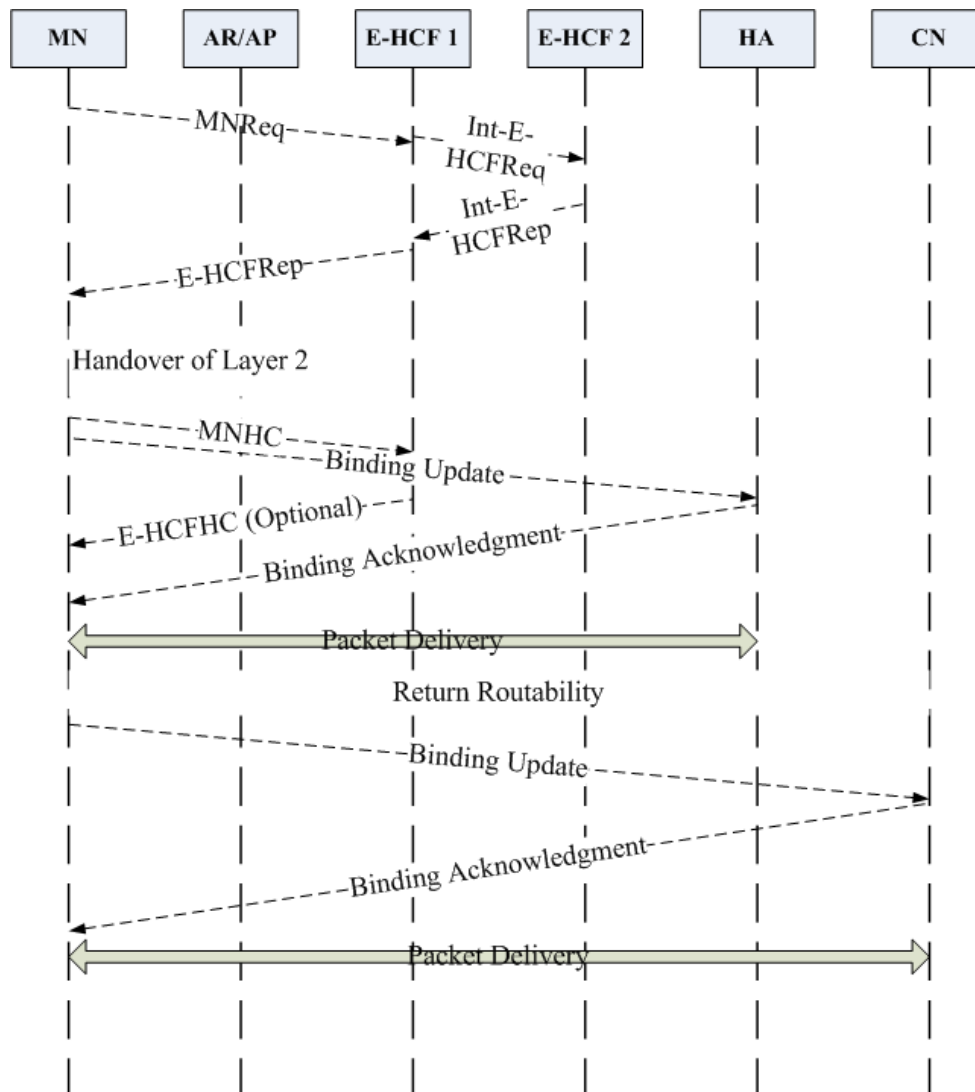 MN
AR/AP
E-HCF 1
E-HCF 2
HA
CN
MNReq
Int-E-
HCFReq
Int-E-
HCFRep
E-HCFRep
Handover of Layer 2
MNHC
Binding Update
E-HCFHC (Optional)
Binding Acknowledgment
Packet Delivery
Return Routability
Binding Update
Binding Acknowledgment
Packet Delivery